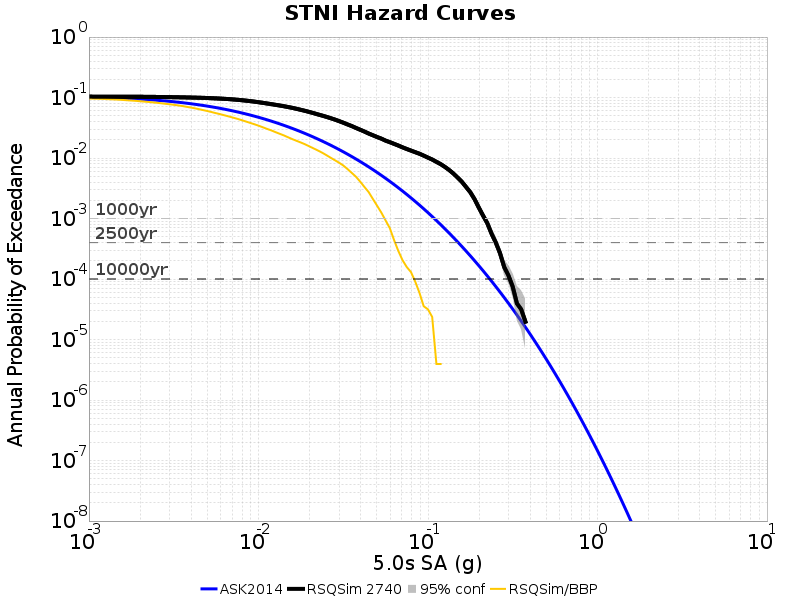 STNI Hazard Curves
Annual Probability of Exceedance
10^0
10^-1
10^-2
10^-3
10^-4
10^-5
10^-6
10^-7
10^-8
1000yr
2500yr
10000yr
10^-3 10^-2 10^-1 10^0 10^1
5.0s SA (g)
ASK2014 RSQSim 2740 95% conf RSQSim/BBP